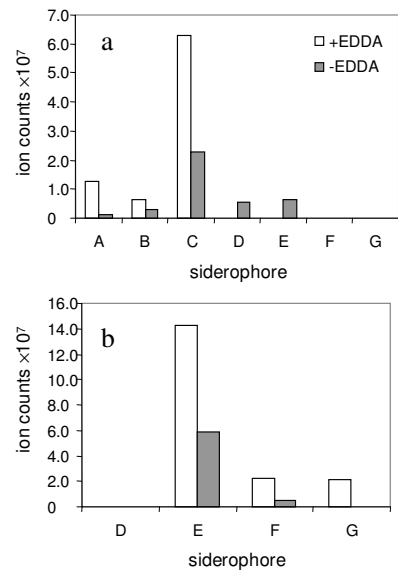 a
+EDDA
-EDDA
ion counts ×10⁷
7.0
6.0
5.0
4.0
3.0
2.0
1.0
0
A B C D E F G
siderophore
b
ion counts ×10⁷
16.0
14.0
12.0
10.0
8.0
6.0
4.0
2.0
0
D E F G
siderophore